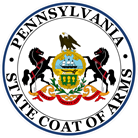 · PENNSYLVANIA ·
STATE COAT OF ARMS